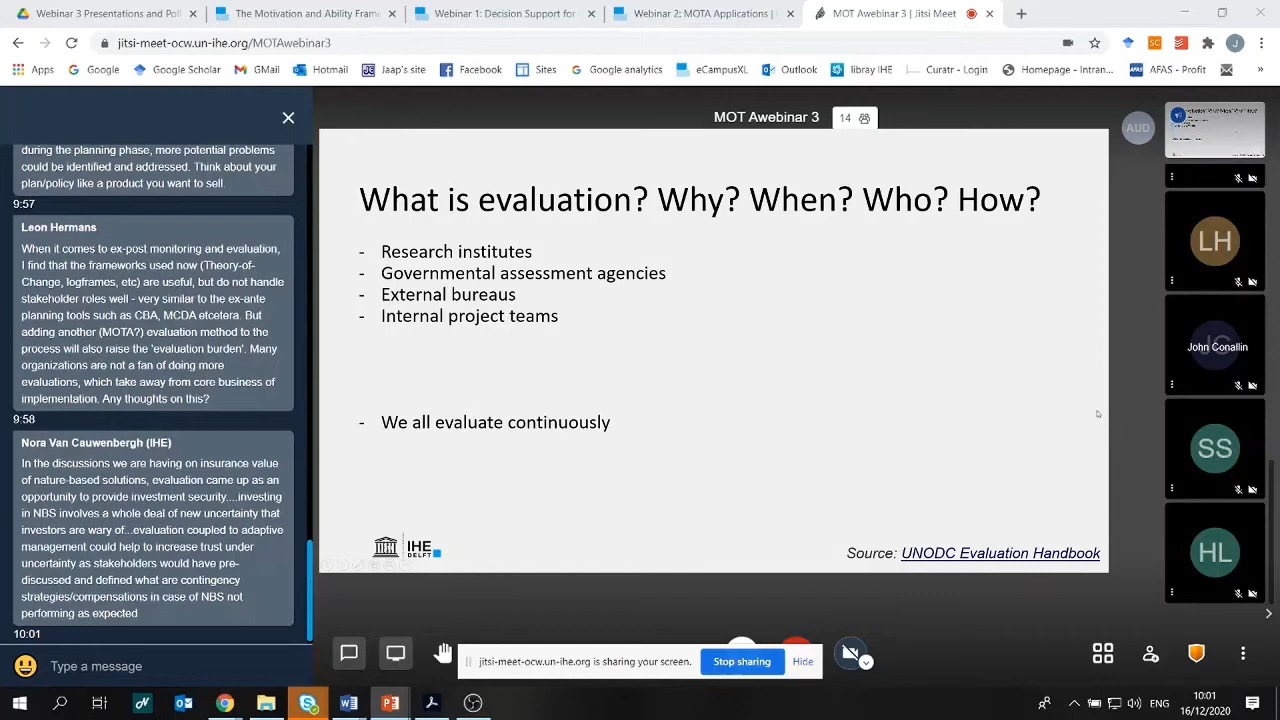 Webinar 3 Presentations and Poll
The Motivation and Ability Frame
Webinar 1: Decision Support for
Webinar 2: MOTA Applications |
MOT Awebinar 3 | Jitsi Meet
jitsi-meet-ocw.un-ihe.org/MOTAwebinar3
J
Apps
Google
Google Scholar
GMail
Hotmail
Jaap's site
Facebook
Sites
Google analytics
eCampusXL
Outlook
libray IHE
Curatr - Login
Homepage - Intran...
AFAS - Profit
during the planning phase, more potential problems
could be identified and addressed. Think about your
plan/policy like a product you want to sell.
9:57
Leon Hermans
When it comes to ex-post monitoring and evaluation,
I find that the frameworks used now (Theory-of-
Change, logframes, etc) are useful, but do not handle
stakeholder roles well - very similar to the ex-ante
planning tools such as CBA, MCDA etcetera. But
adding another (MOTA?) evaluation method to the
process will also raise the 'evaluation burden'. Many
organizations are not a fan of doing more
evaluations, which take away from core business of
implementation. Any thoughts on this?
9:58
Nora Van Cauwenbergh (IHE)
In the discussions we are having on insurance value
of nature-based solutions, evaluation came up as an
opportunity to provide investment security....investing
in NBS involves a whole deal of new uncertainty that
investors are wary of...evaluation coupled to adaptive
management could help to increase trust under
uncertainty as stakeholders would have pre-
discussed and defined what are contingency
strategies/compensations in case of NBS not
performing as expected
10:01
Type a message
MOT Awebinar 3
14
What is evaluation? Why? When? Who? How?
- Research institutes
- Governmental assessment agencies
- External bureaus
- Internal project teams
- We all evaluate continuously
IHE
DELFT
Source: UNODC Evaluation Handbook
AUD
LH
John Conallin
SS
HL
jitsi-meet-ocw.un-ihe.org is sharing your screen.
Stop sharing
Hide
ENG
10:01
16/12/2020